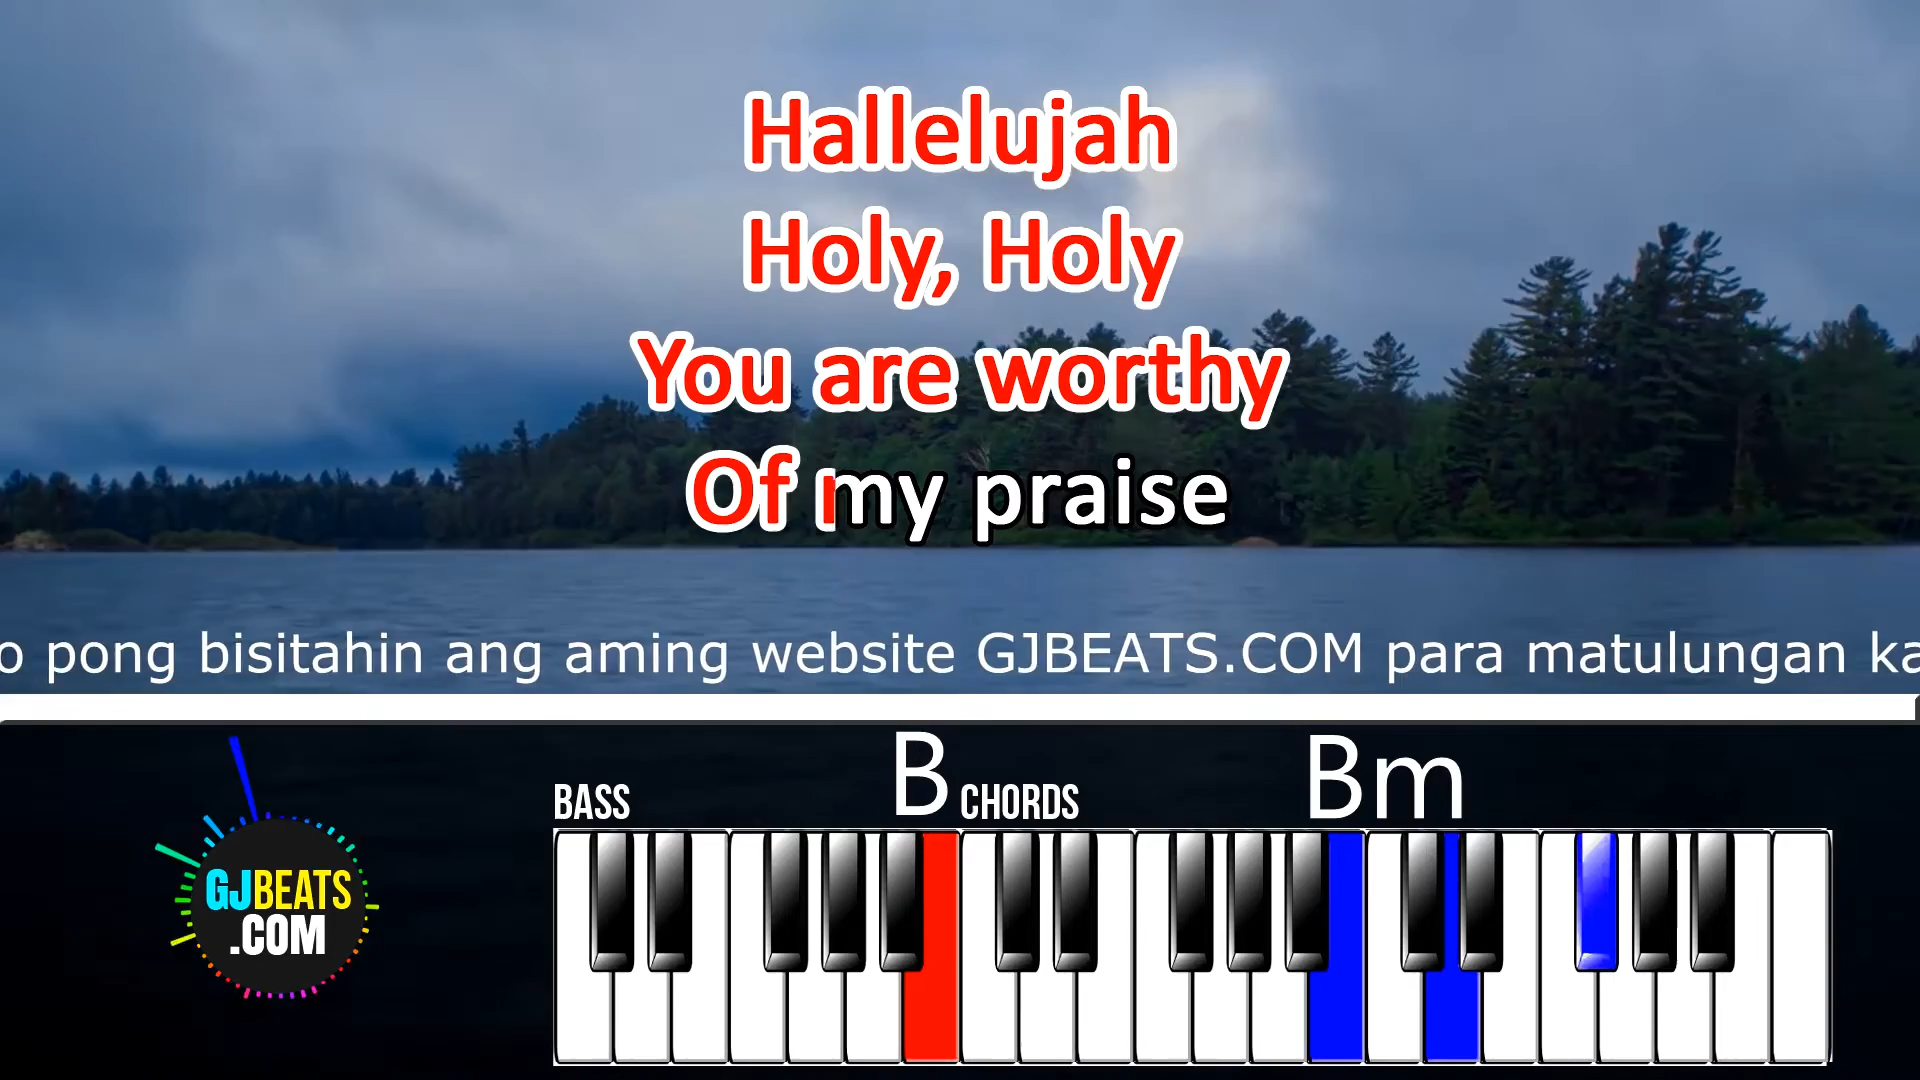 Hallelujah
Holy, Holy
You are worthy
Of my praise
o pong bisitahin ang aming website GJBEATS.COM para matulungan ka
BASS
B
CHORDS
Bm
GJBEATS
.COM